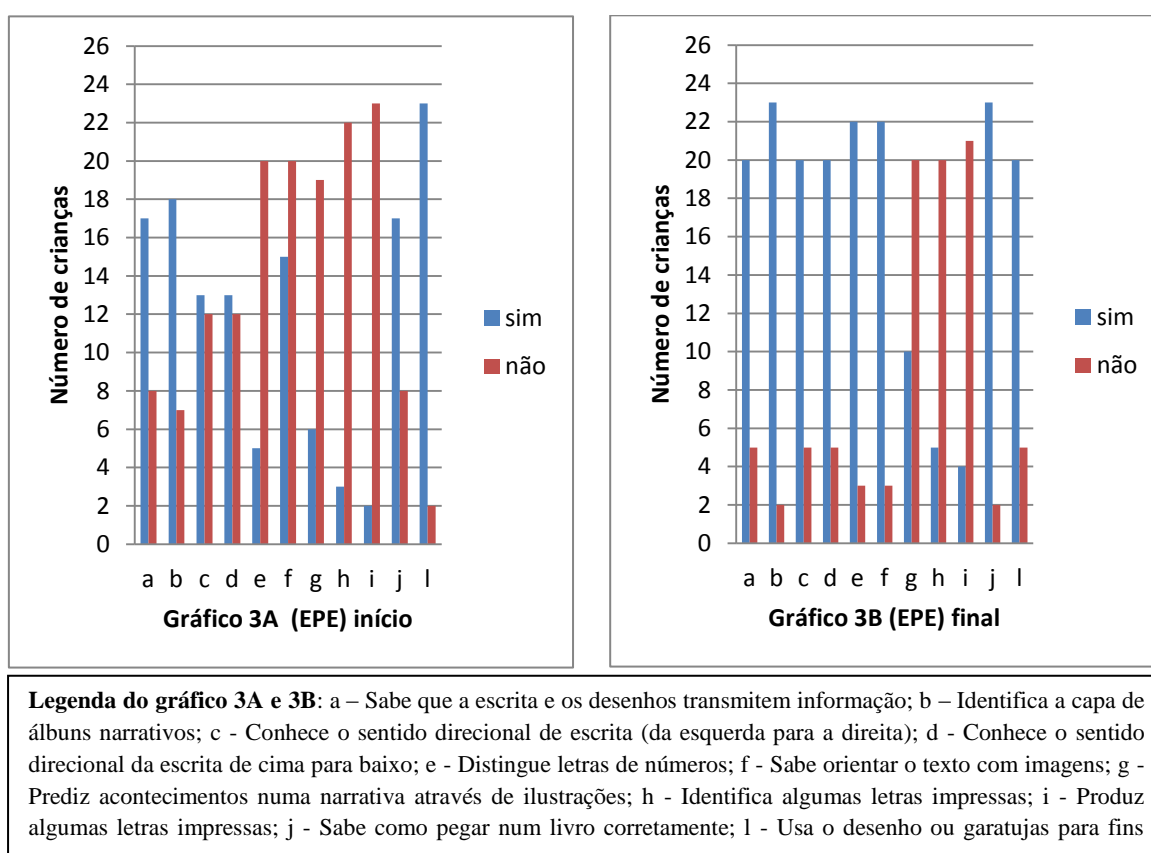 26
24
22
20
18
16
14
12
10
8
6
4
2
0
Número de crianças
a b c d e f g h i j l
Gráfico 3A (EPE) início
sim
não
26
24
22
20
18
16
14
12
10
8
6
4
2
0
Número de crianças
a b c d e f g h i j l
Gráfico 3B (EPE) final
sim
não
Legenda do gráfico 3A e 3B: a – Sabe que a escrita e os desenhos transmitem informação; b – Identifica a capa de
álbuns narrativos; c - Conhece o sentido direcional de escrita (da esquerda para a direita); d - Conhece o sentido
direcional da escrita de cima para baixo; e - Distingue letras de números; f - Sabe orientar o texto com imagens; g -
Prediz acontecimentos numa narrativa através de ilustrações; h - Identifica algumas letras impressas; i - Produz
algumas letras impressas; j - Sabe como pegar num livro corretamente; l - Usa o desenho ou garatujas para fins